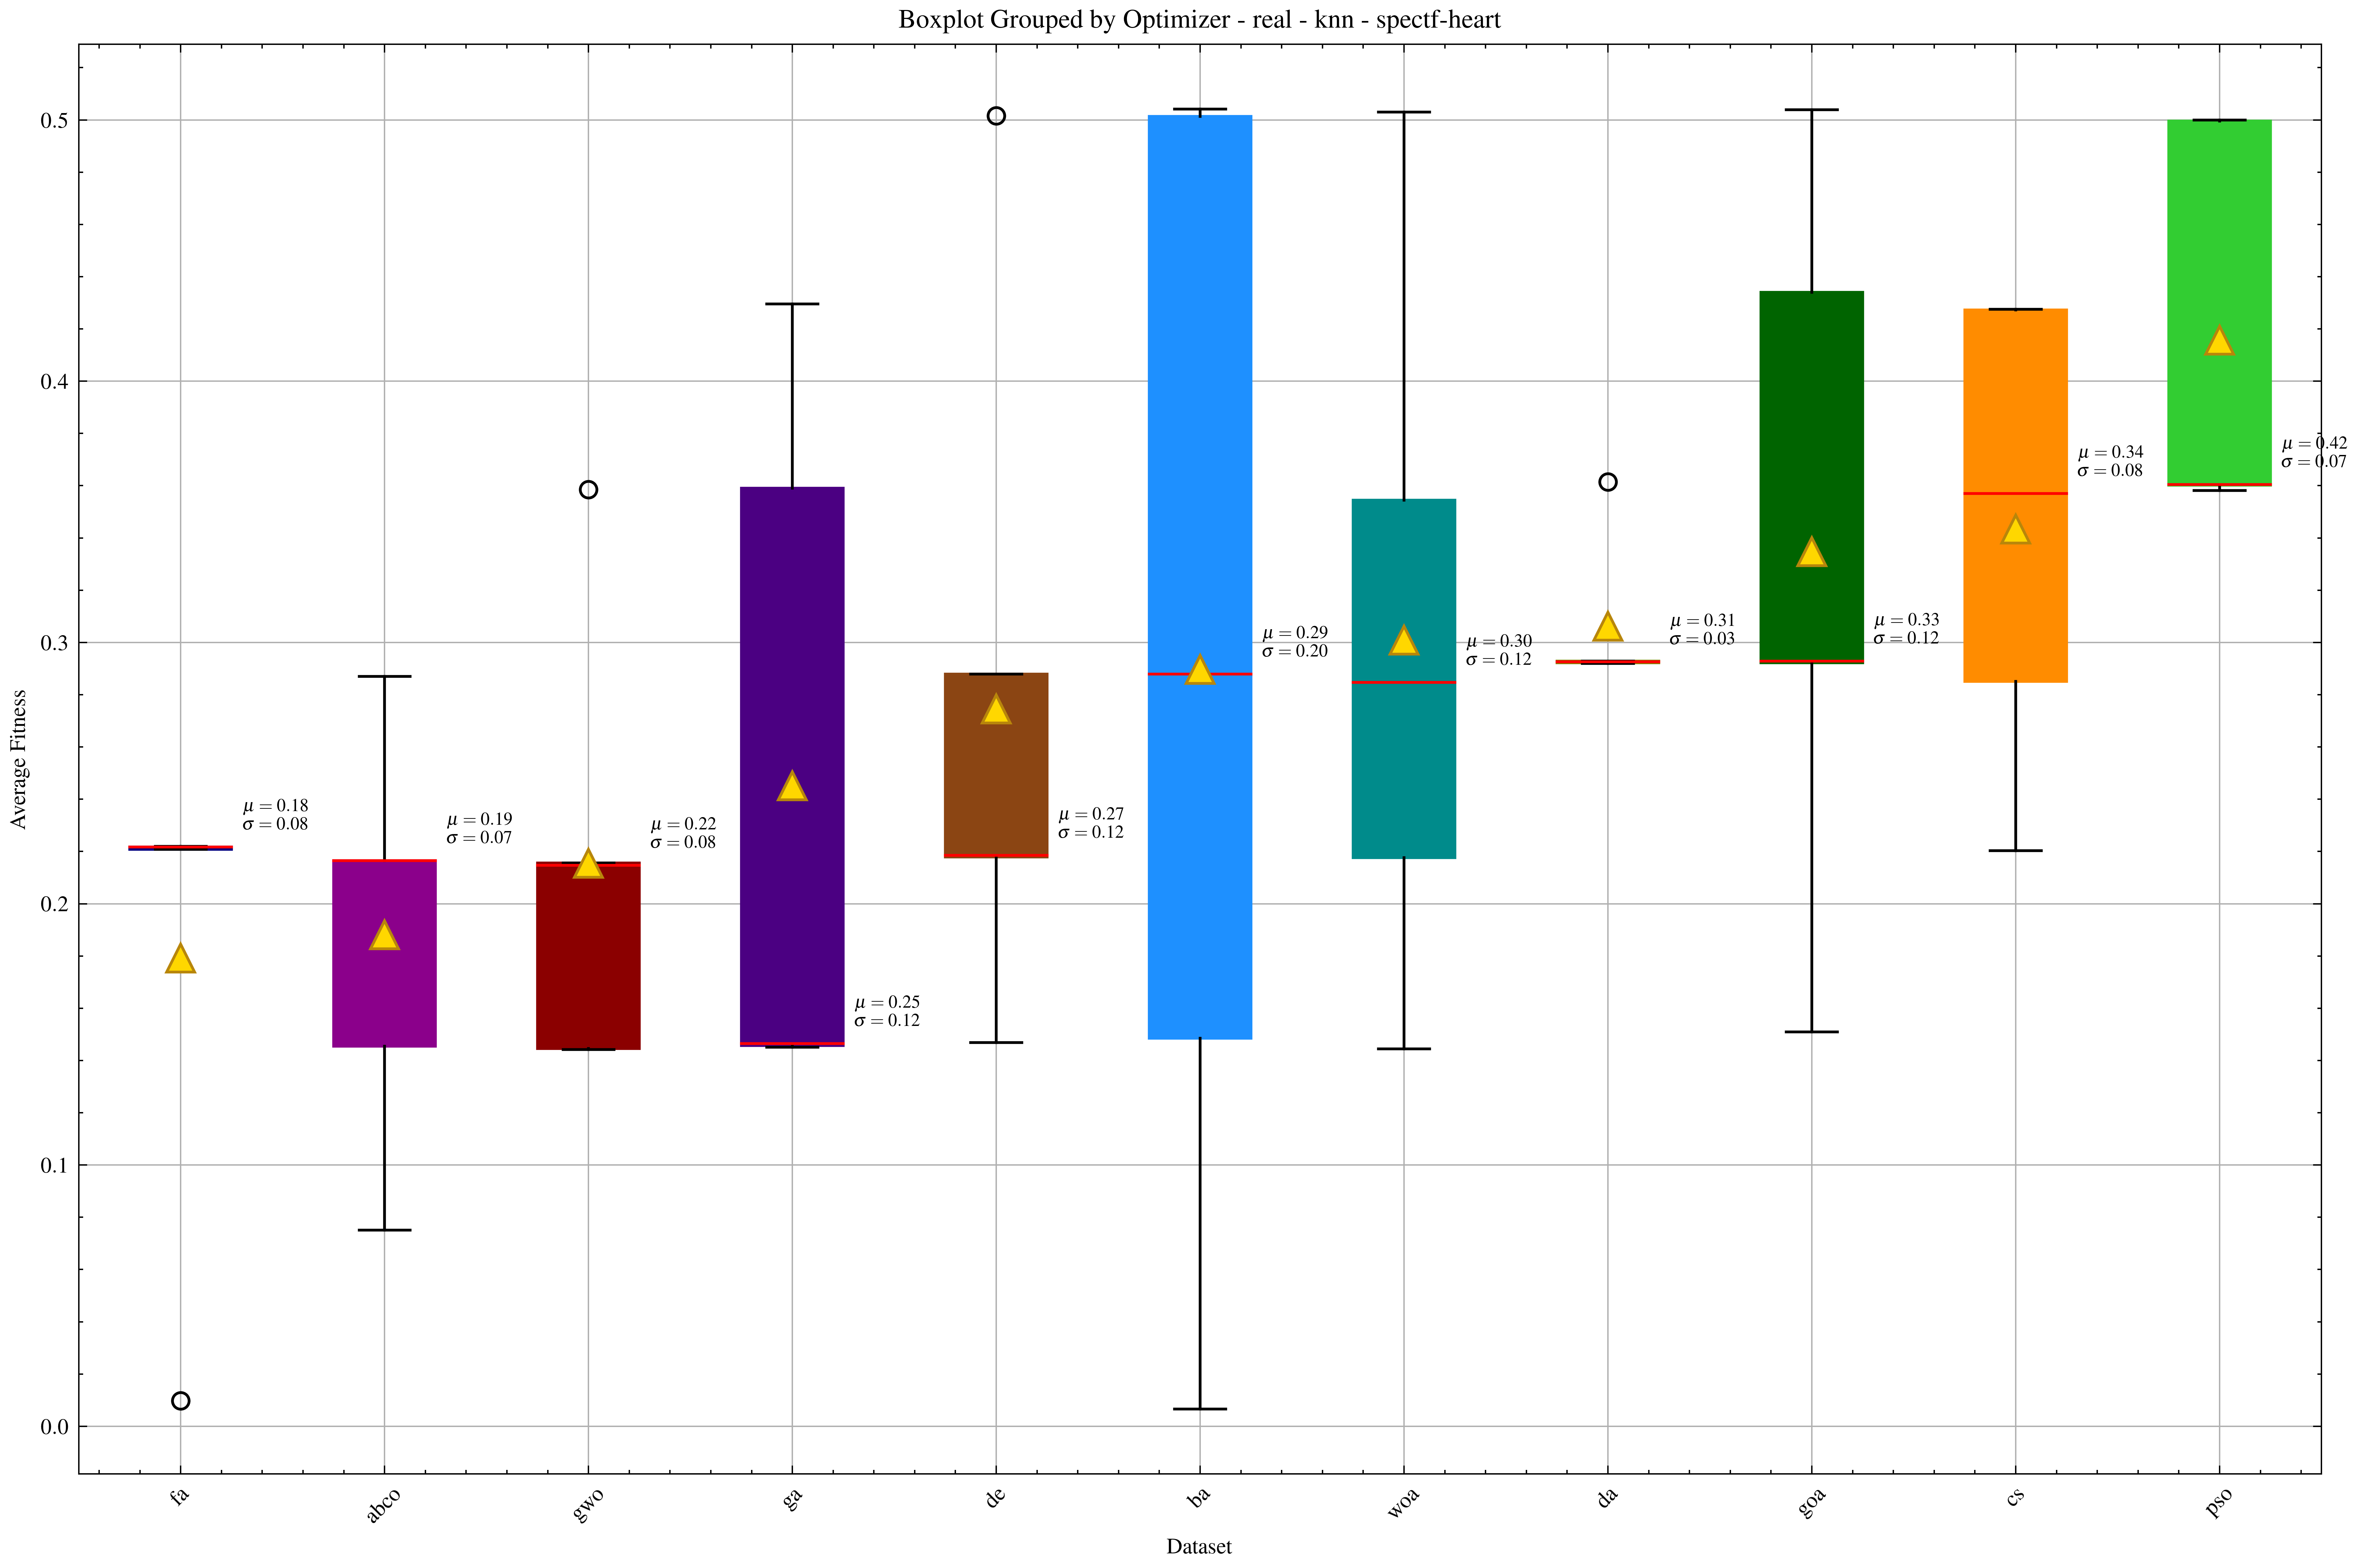 Boxplot Grouped by Optimizer - real - knn - spectf-heart
Average Fitness
0.5
0.4
0.3
0.2
0.1
0.0
μ = 0.18
σ = 0.08
μ = 0.19
σ = 0.07
μ = 0.22
σ = 0.08
μ = 0.25
σ = 0.12
μ = 0.27
σ = 0.12
μ = 0.29
σ = 0.20
μ = 0.30
σ = 0.12
μ = 0.31
σ = 0.03
μ = 0.33
σ = 0.12
μ = 0.34
σ = 0.08
μ = 0.42
σ = 0.07
fa
abco
gwo
ga
de
ba
woa
da
goa
cs
pso
Dataset